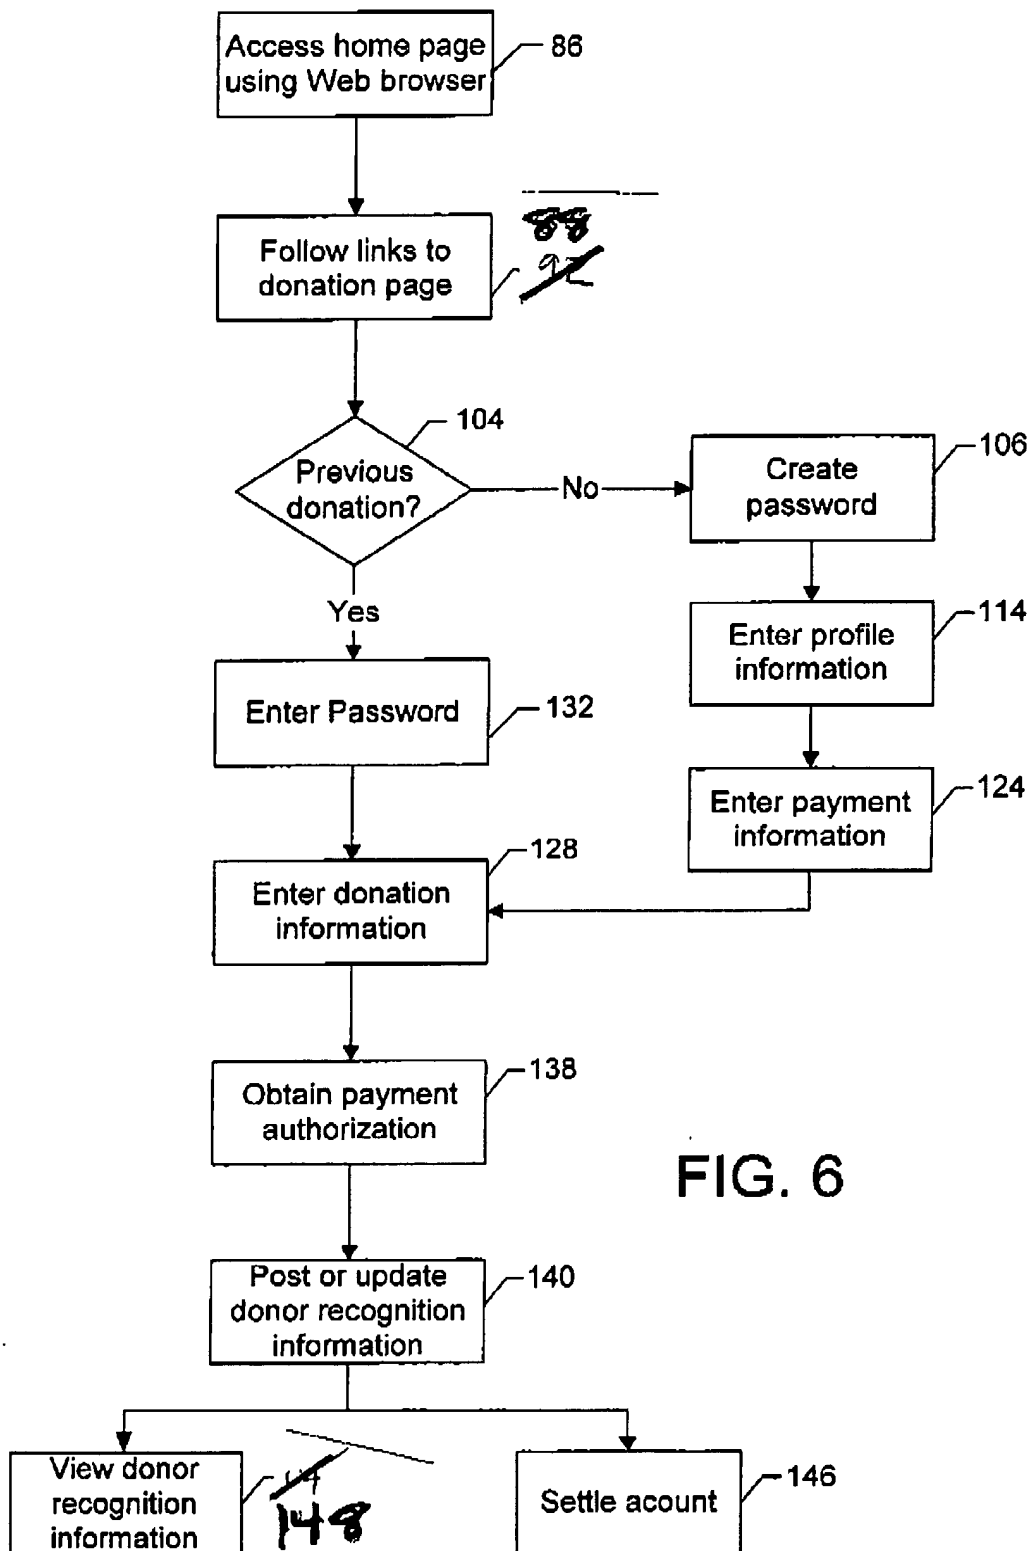 Access home page
using Web browser
86
Follow links to
donation page
88
Previous
donation?
104
No
Create
password
106
Yes
Enter profile
information
114
Enter Password
132
Enter payment
information
124
Enter donation
information
128
Obtain payment
authorization
138
FIG. 6
Post or update
donor recognition
information
140
View donor
recognition
information
148
Settle acount
146